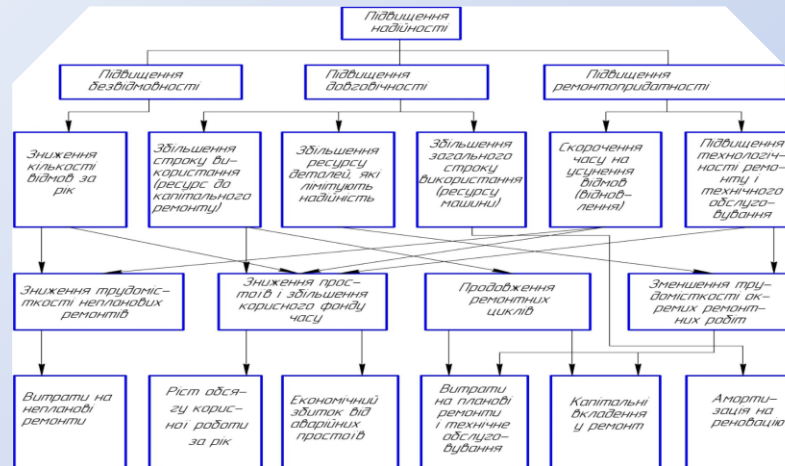 Підвищення
надійності
Підвищення
безвідмовності
Підвищення
довговічності
Підвищення
ремонтопридатності
Зниження
кількості
відмов за
рік
Збільшення
строку ви-
користання
(ресурс до
капітального
ремонту)
Збільшення
ресурсу
деталей, які
лімітують
надійність
Збільшення
загального
строку
використання
(ресурсу
машини)
Скорочення
часу на
усунення
відмов
(віднов-
лення)
Підвищення
технологіч-
ності ремо-
нту і
технічного
обслуго-
вування
Зниження трудоміс-
ткості непланових
ремонтів
Зниження прос-
тоїв і збільшення
корисного фонду
часу
Продовження
ремонтних
циклів
Зменшення тру-
домісткості ок-
ремих ремонт-
них робіт
Витрати на
непланові
ремонти
Ріст обся-
гу корис-
ної роботи
за рік
Економічний
збиток від
аварійних
простоїв
Витрати
на планові
ремонти
і технічне
обслуго-
вування
Капітальні
вкладення
у ремонт
Аморти-
зація на
реновацію